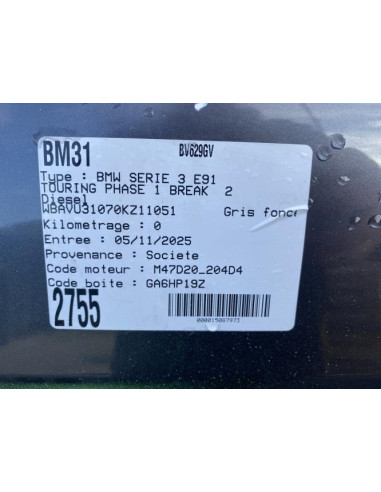 BM31 BV629GV
Type : BMW SERIE 3 E91
TOURING PHASE 1 BREAK 2
Diesel
WBAVU31070KZ11051 Gris foncé
Kilometrage : 0
Entree : 05/11/2025
Provenance : Societe
Code moteur : M47D20_204D4
Code boite : GA6HP19Z
2755